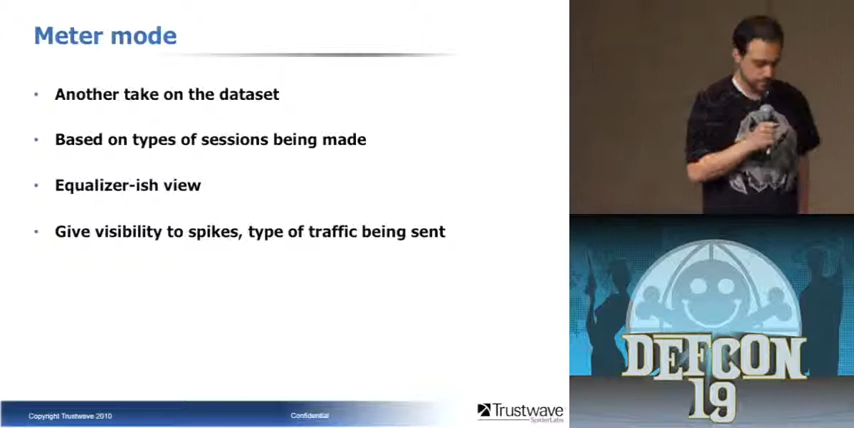 Meter mode
Another take on the dataset
Based on types of sessions being made
Equalizer-ish view
Give visibility to spikes, type of traffic being sent
Copyright Trustwave 2010
Confidential
Trustwave
SpiderLabs
DEFCON
19